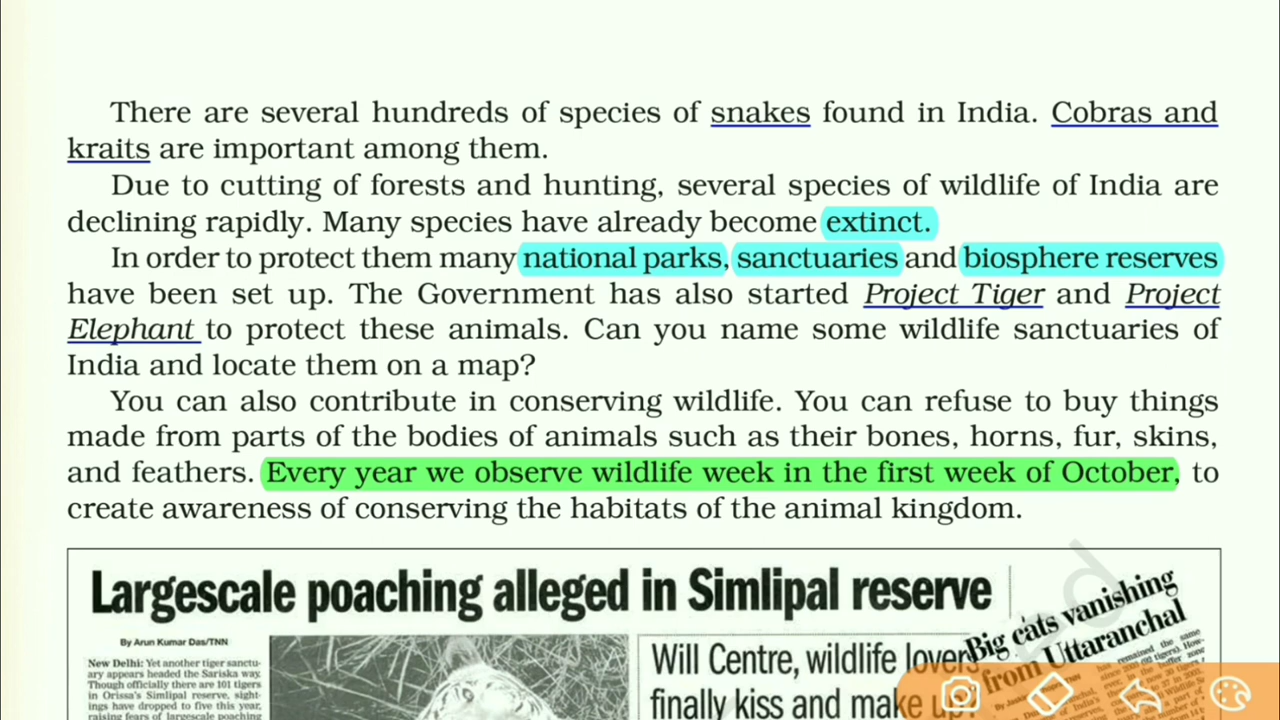 There are several hundreds of species of snakes found in India. Cobras and
kraits are important among them.
Due to cutting of forests and hunting, several species of wildlife of India are
declining rapidly. Many species have already become extinct.
In order to protect them many national parks, sanctuaries and biosphere reserves
have been set up. The Government has also started Project Tiger and Project
Elephant to protect these animals. Can you name some wildlife sanctuaries of
India and locate them on a map?
You can also contribute in conserving wildlife. You can refuse to buy things
made from parts of the bodies of animals such as their bones, horns, fur, skins,
and feathers. Every year we observe wildlife week in the first week of October, to
create awareness of conserving the habitats of the animal kingdom.
Largescale poaching alleged in Simlipal reserve
By Arun Kumar Das/TNN
New Delhi: Yet another tiger sanctu-
ary appears headed the Sariska way.
Though officially there are 101 tigers
in Orissa's Simlipal reserve, sight-
ings have dropped to five this year,
raising fears of largescale poaching
Will Centre, wildlife lovers
finally kiss and make up?
Big cats vanishing
from Uttaranchal